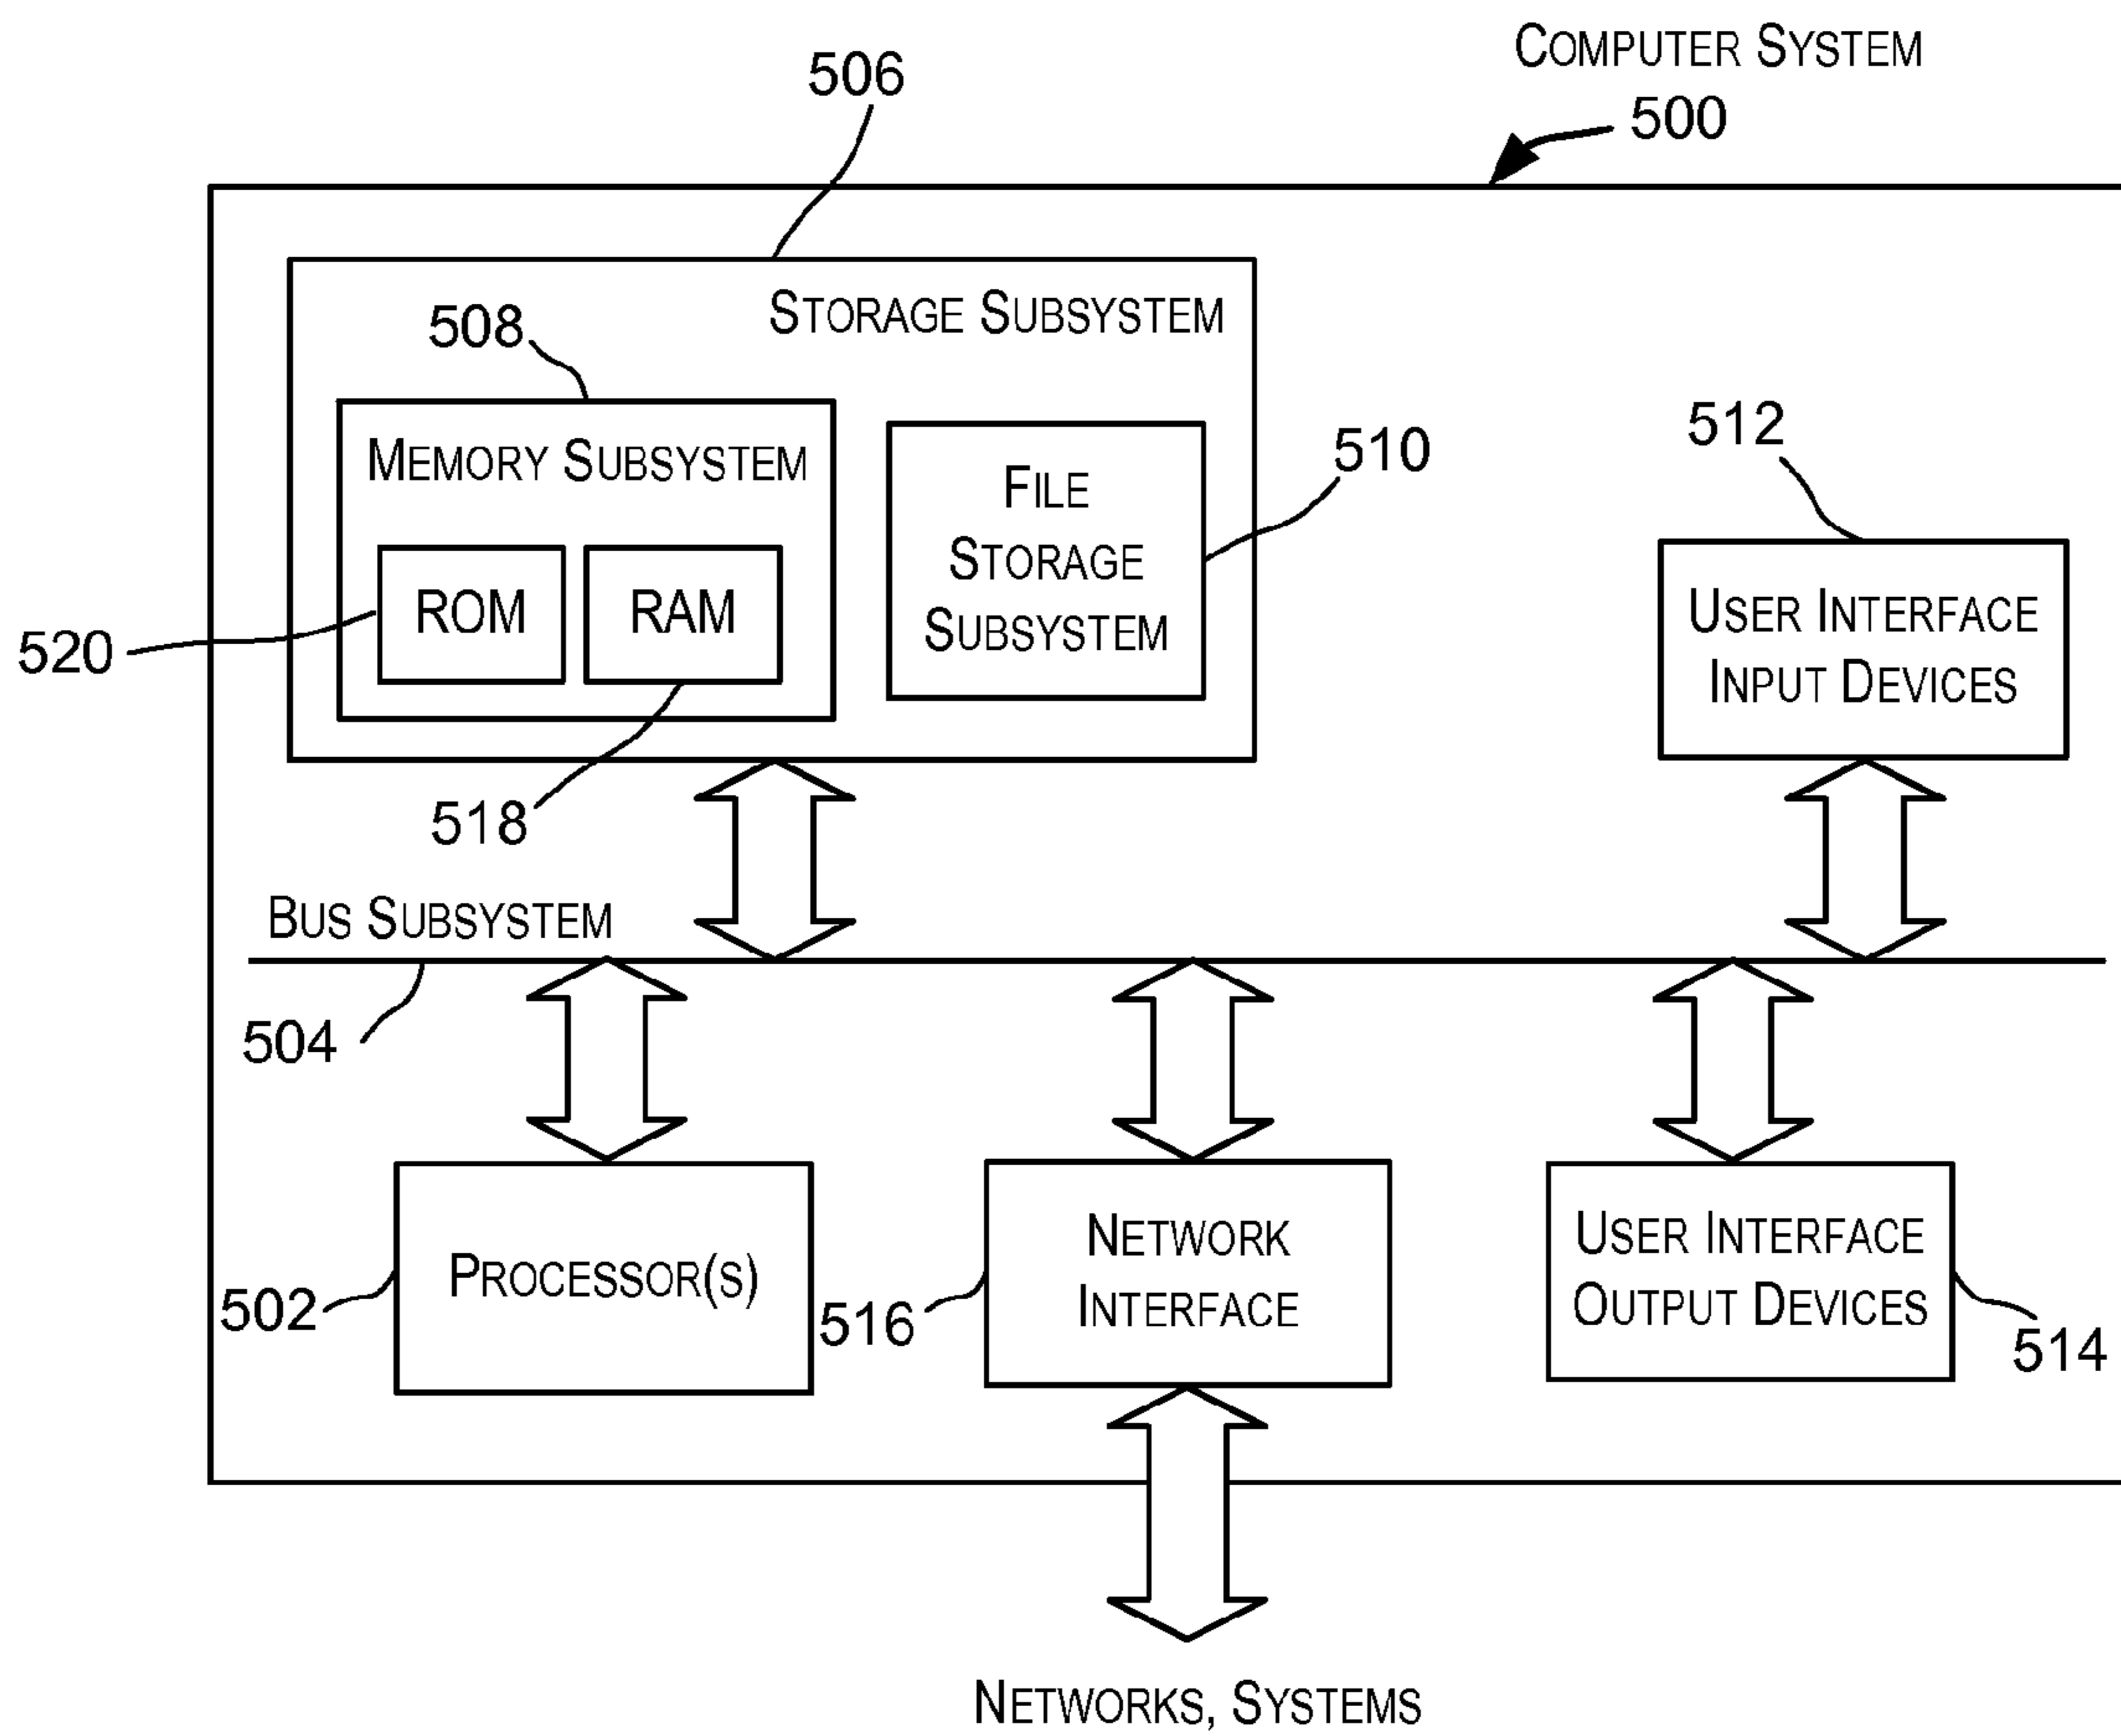 COMPUTER SYSTEM
506
500
STORAGE SUBSYSTEM
508
MEMORY SUBSYSTEM
512
510
FILE
STORAGE
SUBSYSTEM
ROM
RAM
USER INTERFACE
INPUT DEVICES
520
518
BUS SUBSYSTEM
504
PROCESSOR(S)
NETWORK
INTERFACE
USER INTERFACE
OUTPUT DEVICES
502
516
514
NETWORKS, SYSTEMS